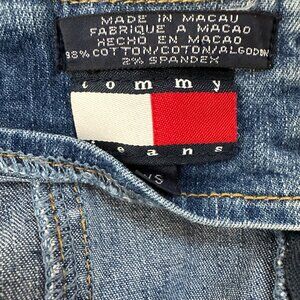 MADE IN MACAU
FABRIQUE A MACAO
HECHO EN MACAO
98% COTTON/COTON/ALGODON
2% SPANDEX
tommy
jeans